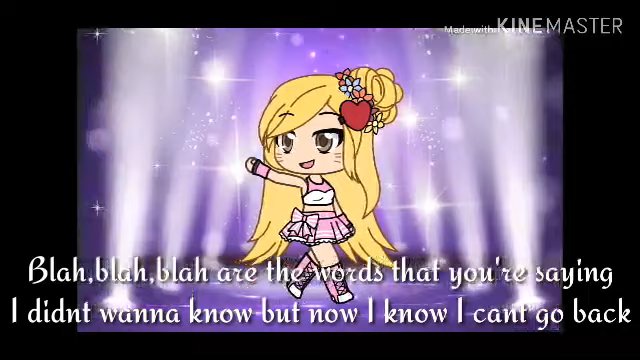 Made with KINEMASTER
Blah,blah,blah are the words that you're saying
I didnt wanna know but now I know I cant go back